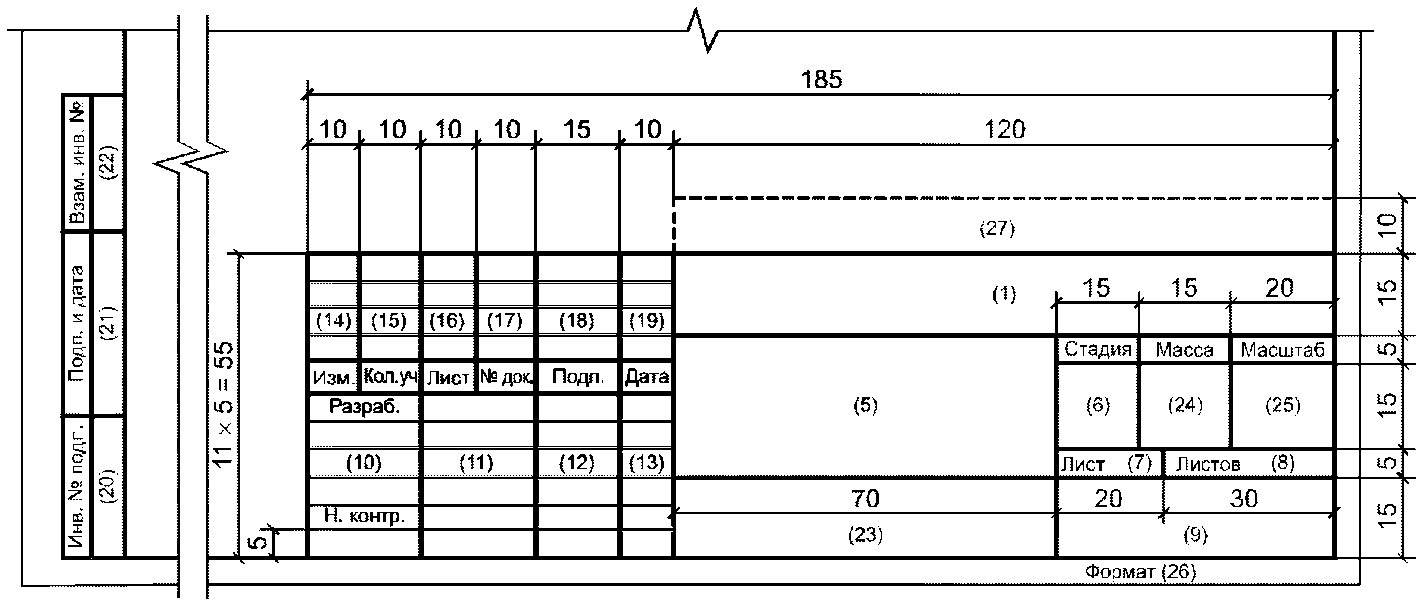 185
10 10 10 10 15 10 120
(27)
10
(1)
15 15 20
15
(14) (15) (16) (17) (18) (19)
Стадия Масса Масштаб
5
Изм. Кол.уч Лист № док. Подп. Дата
Разраб.
(5)
(6) (24) (25)
15
(10) (11) (12) (13)
Лист (7) Листов (8)
5
70 20 30
Н. контр.
(23)
(9)
15
Формат (26)
11 × 5 = 55
5
Взам. инв. №
(22)
Подп. и дата
(21)
Инв. № подг.
(20)